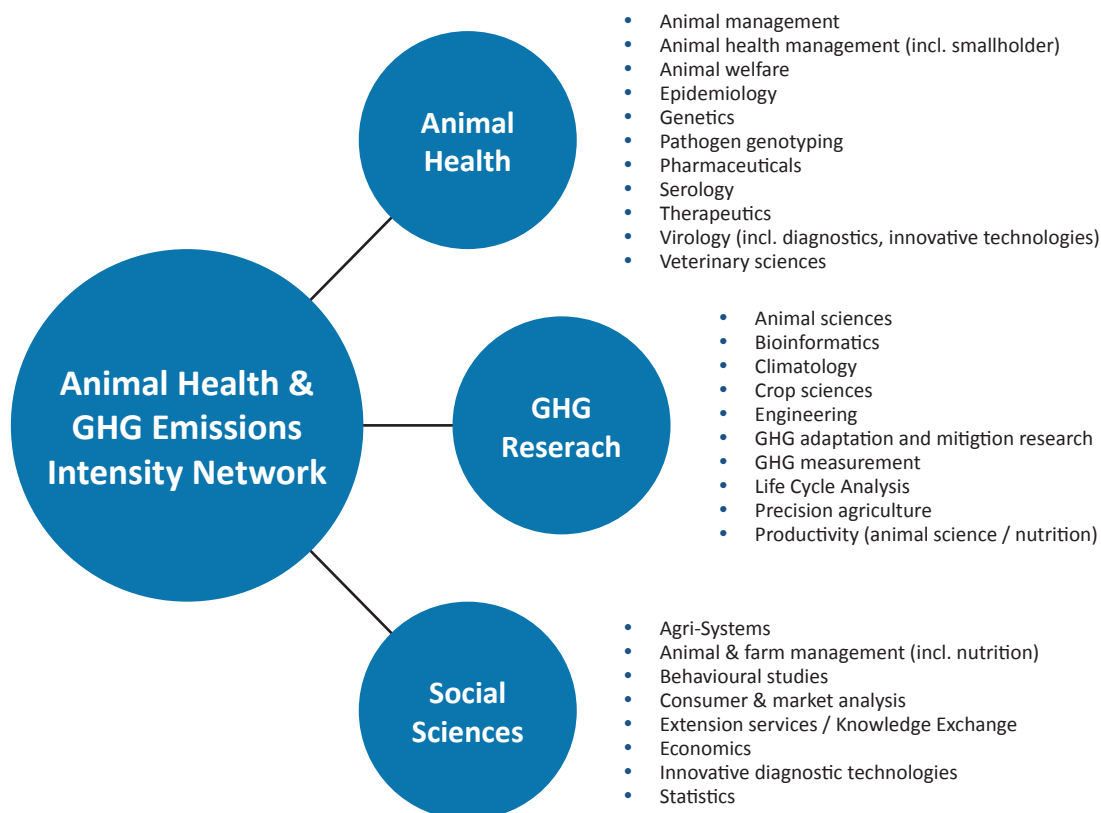 Animal Health &
GHG Emissions
Intensity Network
Animal
Health
• Animal management
• Animal health management (incl. smallholder)
• Animal welfare
• Epidemiology
• Genetics
• Pathogen genotyping
• Pharmaceuticals
• Serology
• Therapeutics
• Virology (incl. diagnostics, innovative technologies)
• Veterinary sciences
GHG
Reserach
• Animal sciences
• Bioinformatics
• Climatology
• Crop sciences
• Engineering
• GHG adaptation and mitigtion research
• GHG measurement
• Life Cycle Analysis
• Precision agriculture
• Productivity (animal science / nutrition)
Social
Sciences
• Agri-Systems
• Animal & farm management (incl. nutrition)
• Behavioural studies
• Consumer & market analysis
• Extension services / Knowledge Exchange
• Economics
• Innovative diagnostic technologies
• Statistics